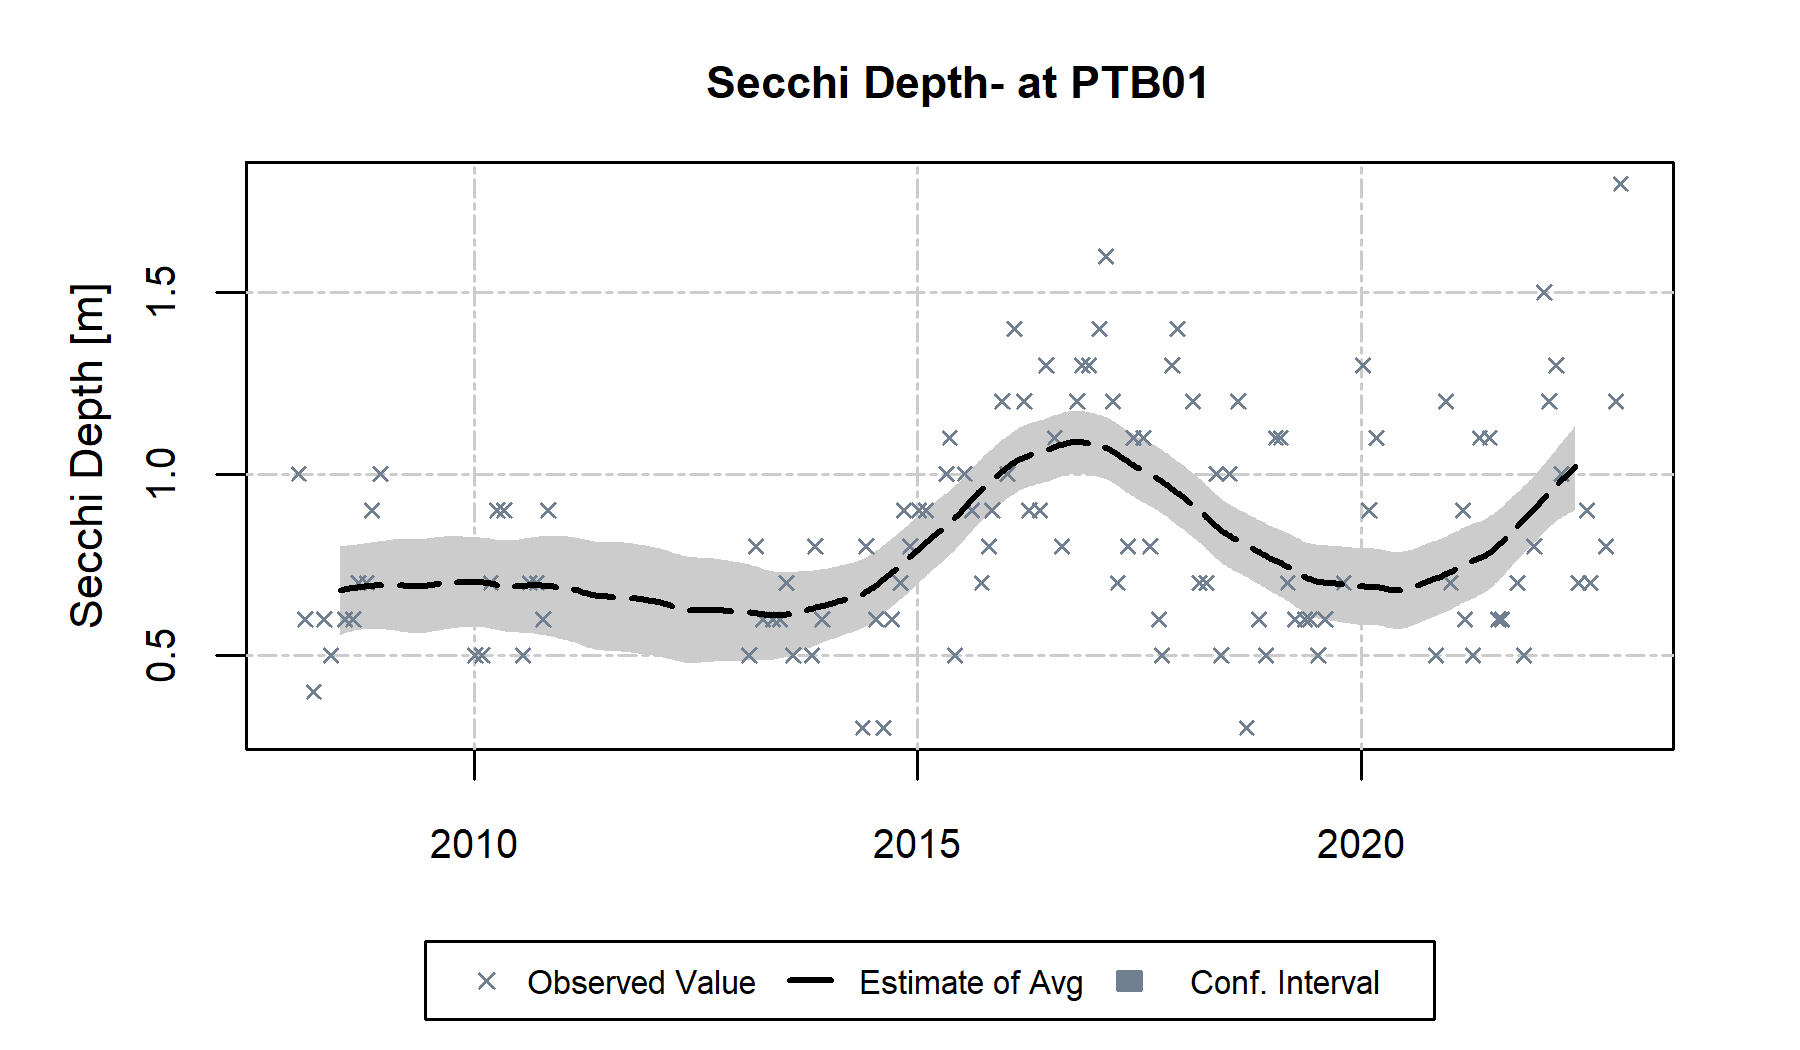 Secchi Depth- at PTB01
Secchi Depth [m]
1.5
1.0
0.5
2010 2015 2020
Observed Value Estimate of Avg Conf. Interval